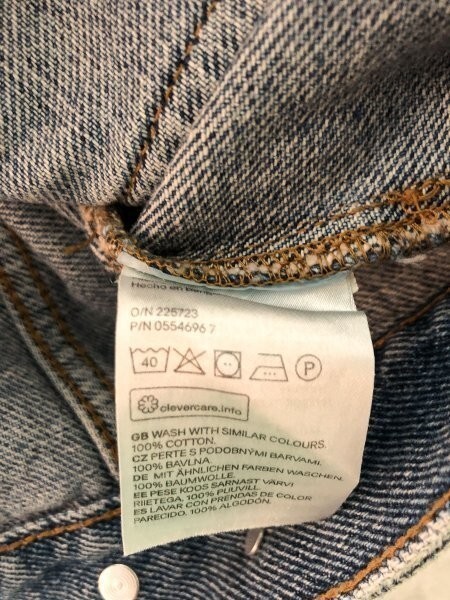 Hecho en
O/N 225723
P/N 0554696 7
40 P
clevercare.info
GB WASH WITH SIMILAR COLOURS.
100% COTTON.
CZ PERTE S PODOBNÝMI BARVAMI.
100% BAVLNA.
DE MIT ÄHNLICHEN FARBEN WASCHEN.
100% BAUMWOLLE.
EE PESE KOOS SARNAST VÄRVI
RIIETEGA. 100% PUUVILL.
ES LAVAR CON PRENDAS DE COLOR
PARECIDO. 100% ALGODÓN.